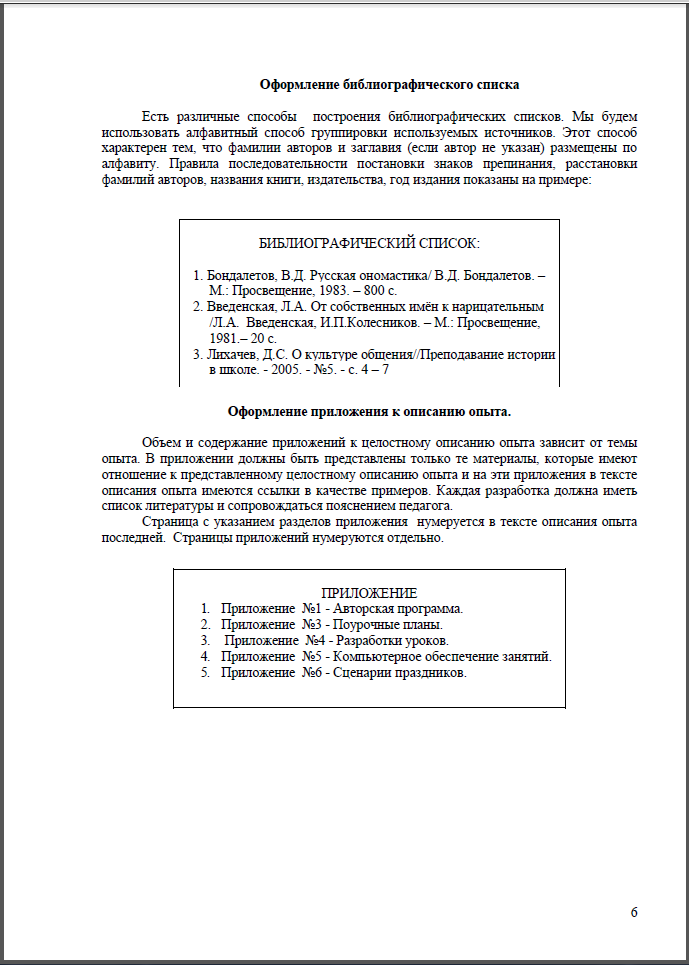 Оформление библиографического списка
Есть различные способы построения библиографических списков. Мы будем
использовать алфавитный способ группировки используемых источников. Этот способ
характерен тем, что фамилии авторов и заглавия (если автор не указан) размещены по
алфавиту. Правила последовательности постановки знаков препинания, расстановки
фамилий авторов, названия книги, издательства, год издания показаны на примере:
БИБЛИОГРАФИЧЕСКИЙ СПИСОК:
1. Бондалетов, В.Д. Русская ономастика/ В.Д. Бондалетов. –
М.: Просвещение, 1983. – 800 с.
2. Введенская, Л.А. От собственных имён к нарицательным
/Л.А. Введенская, И.П.Колесников. – М.: Просвещение,
1981.– 20 с.
3. Лихачев, Д.С. О культуре общения//Преподавание истории
в школе. - 2005. - №5. - с. 4 – 7
Оформление приложения к описанию опыта.
Объем и содержание приложений к целостному описанию опыта зависит от темы
опыта. В приложении должны быть представлены только те материалы, которые имеют
отношение к представленному целостному описанию опыта и на эти приложения в тексте
описания опыта имеются ссылки в качестве примеров. Каждая разработка должна иметь
список литературы и сопровождаться пояснением педагога.
Страница с указанием разделов приложения нумеруется в тексте описания опыта
последней. Страницы приложений нумеруются отдельно.
ПРИЛОЖЕНИЕ
1. Приложение №1 - Авторская программа.
2. Приложение №3 - Поурочные планы.
3. Приложение №4 - Разработки уроков.
4. Приложение №5 - Компьютерное обеспечение занятий.
5. Приложение №6 - Сценарии праздников.
6